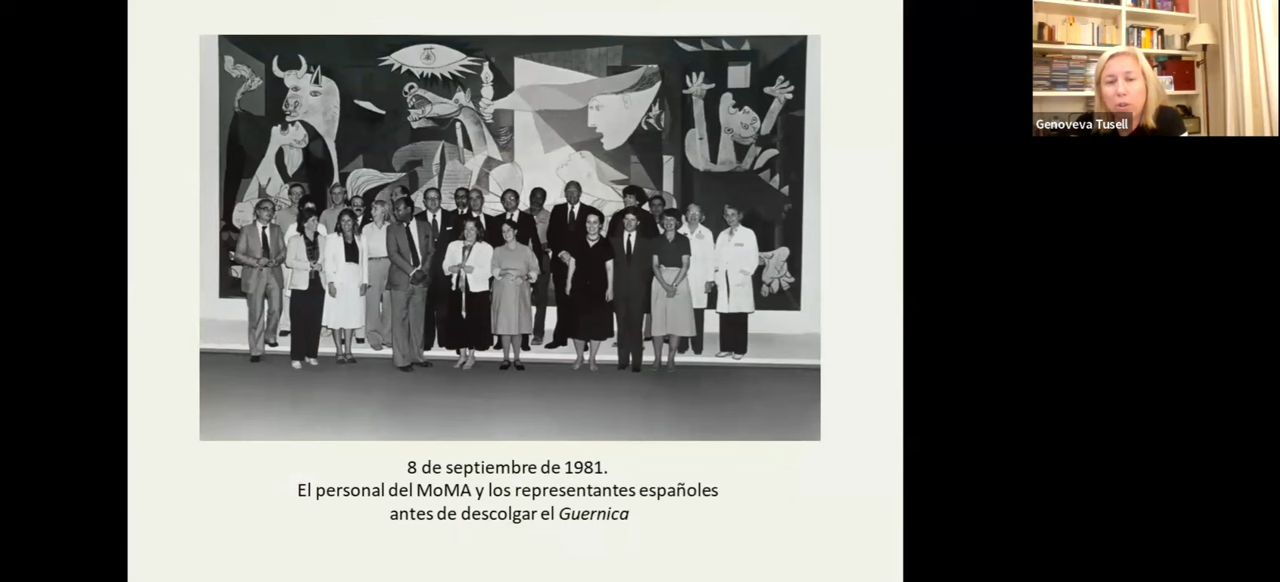 Genoveva Tusell
8 de septiembre de 1981.
El personal del MoMA y los representantes españoles
antes de descolgar el Guernica